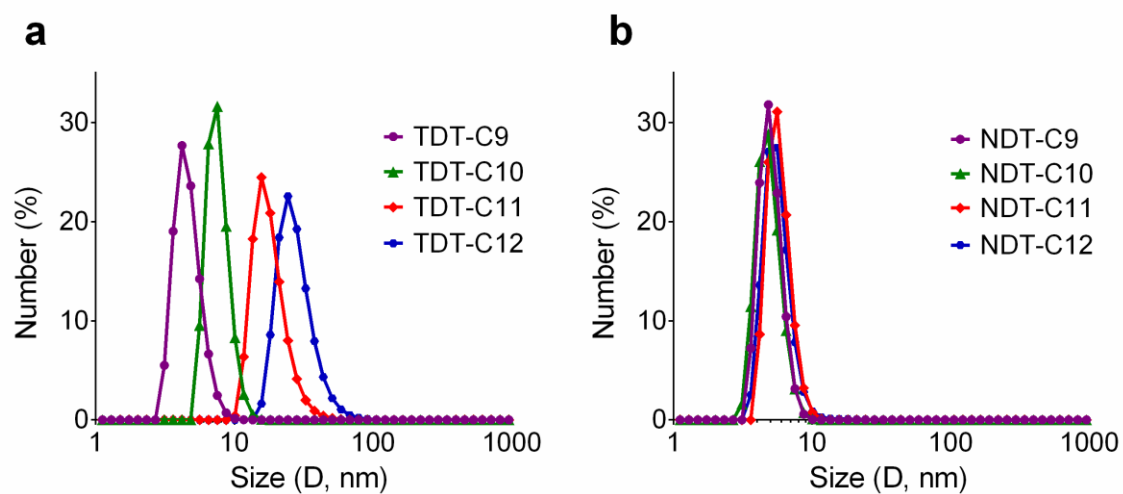 a
Number (%)
30
20
10
0
1
10
100
1000
Size (D, nm)
TDT-C9
TDT-C10
TDT-C11
TDT-C12
b
Number (%)
30
20
10
0
1
10
100
1000
Size (D, nm)
NDT-C9
NDT-C10
NDT-C11
NDT-C12